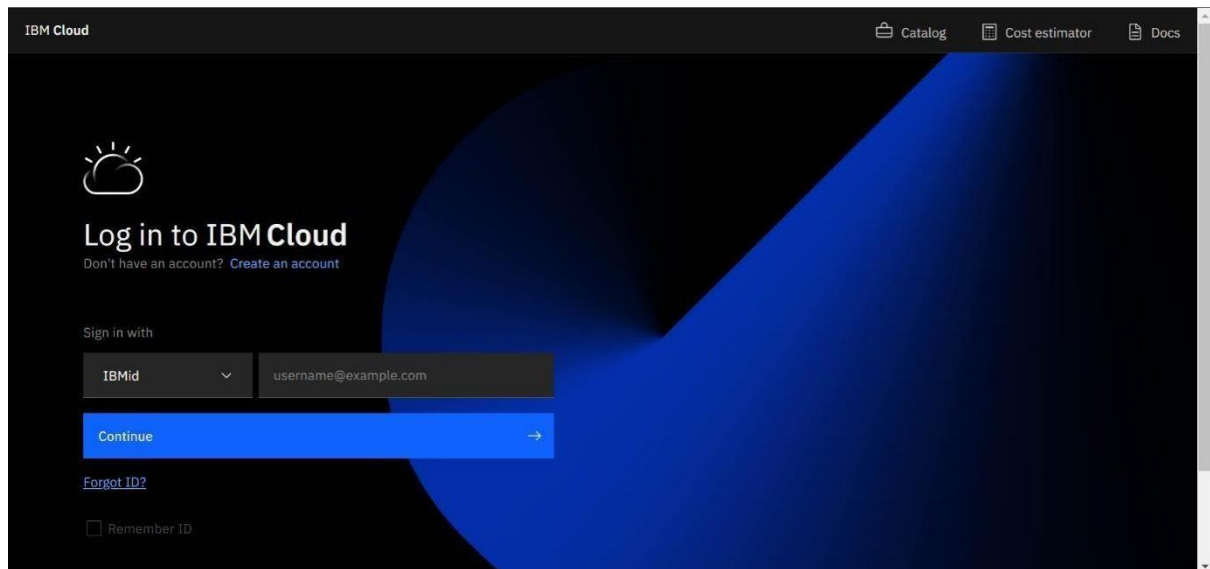 IBM Cloud Catalog Cost estimator Docs
Log in to IBM Cloud
Don't have an account? Create an account
Sign in with
IBMid username@example.com
Continue
Forgot ID?
Remember ID